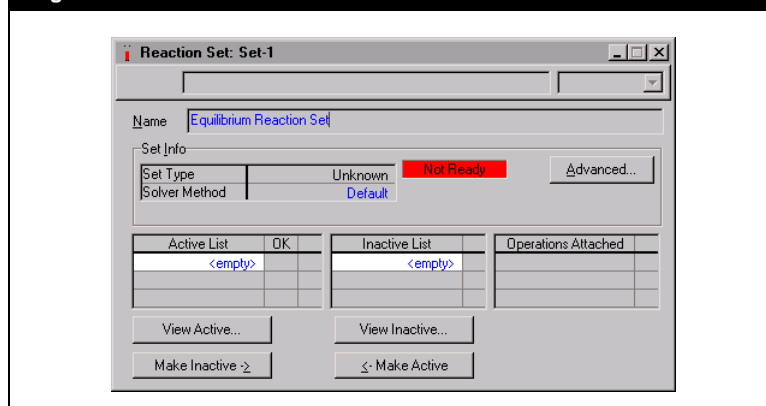 Reaction Set: Set-1
Name Equilibrium Reaction Set
Set Info
Set Type Unknown Not Ready Advanced...
Solver Method Default
Active List OK Inactive List Operations Attached
<empty> <empty>
View Active... View Inactive...
Make Inactive -> <- Make Active